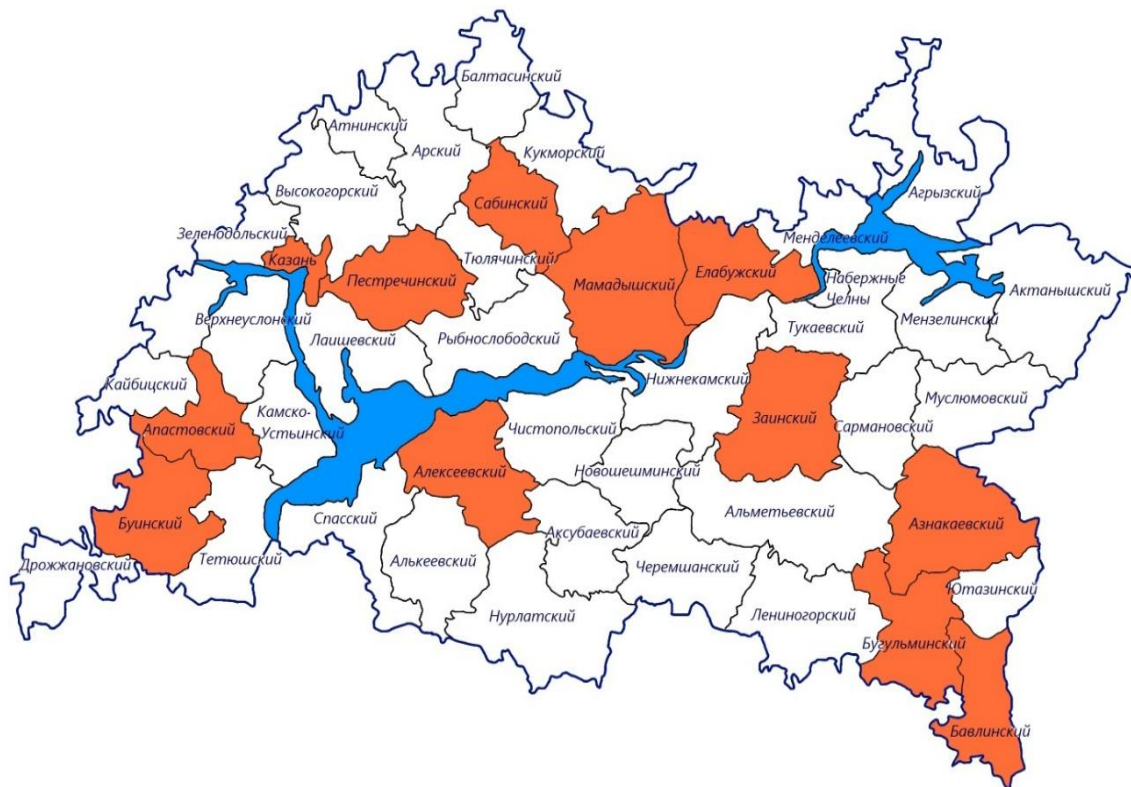 Балтасинский
Атнинский
Арский
Кукморский
Высокогорский
Сабинский
Агрызский
Зеленодольский
Казань
Тюлячинский
Менделеевский
Пестречинский
Мамадышский
Елабужский
Набержные
Челны
Актанышский
Верхнеуслонский
Лаишевский
Рыбнослободский
Тукаевский
Мензелинский
Кайбицский
Нижнекамский
Муслюмовский
Камско-
Устьинский
Апастовский
Чистопольский
Заинский
Сармановский
Алексеевский
Новошешминский
Буинский
Спасский
Альметьевский
Азнакаевский
Аксубаевский
Дрожжановский
Тетюшский
Алькеевский
Черемшанский
Ютазинский
Нурлатский
Лениногорский
Бугульминский
Бавлинский